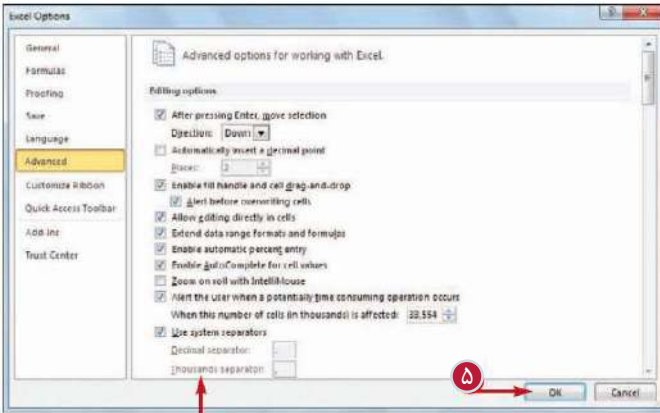 Excel Options
General
Formulas
Proofing
Save
Language
Advanced
Customize Ribbon
Quick Access Toolbar
Add-Ins
Trust Center
Advanced options for working with Excel.
Editing options
After pressing Enter, move selection
Direction: Down
Automatically insert a decimal point
Places: 2
Enable fill handle and cell drag-and-drop
Alert before overwriting cells
Allow editing directly in cells
Extend data range formats and formulas
Enable automatic percent entry
Enable AutoComplete for cell values
Zoom on roll with IntelliMouse
Alert the user when a potentially time consuming operation occurs
When this number of cells (in thousands) is affected: 33,554
Use system separators
Decimal separator: .
Thousands separator: ,
۵
OK Cancel